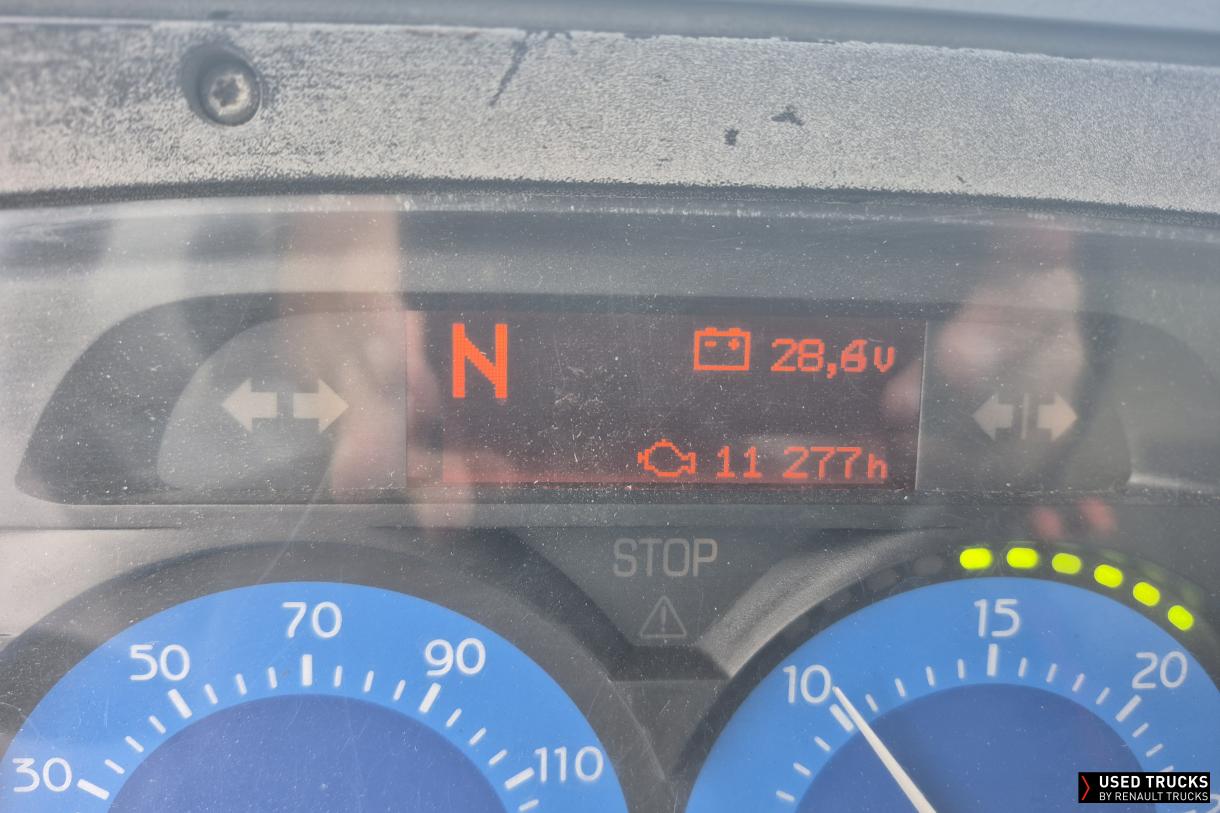 N
28,6v
11 277h
STOP
30 50 70 90 110
10 15 20
USED TRUCKS
BY RENAULT TRUCKS